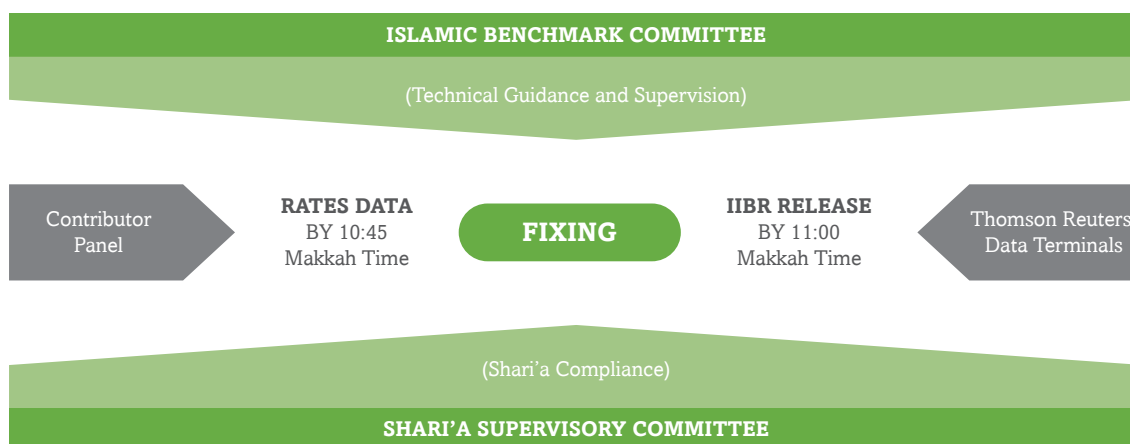 ISLAMIC BENCHMARK COMMITTEE
(Technical Guidance and Supervision)
Contributor
Panel
RATES DATA
BY 10:45
Makkah Time
FIXING
IIBR RELEASE
BY 11:00
Makkah Time
Thomson Reuters
Data Terminals
(Shari’a Compliance)
SHARI’A SUPERVISORY COMMITTEE